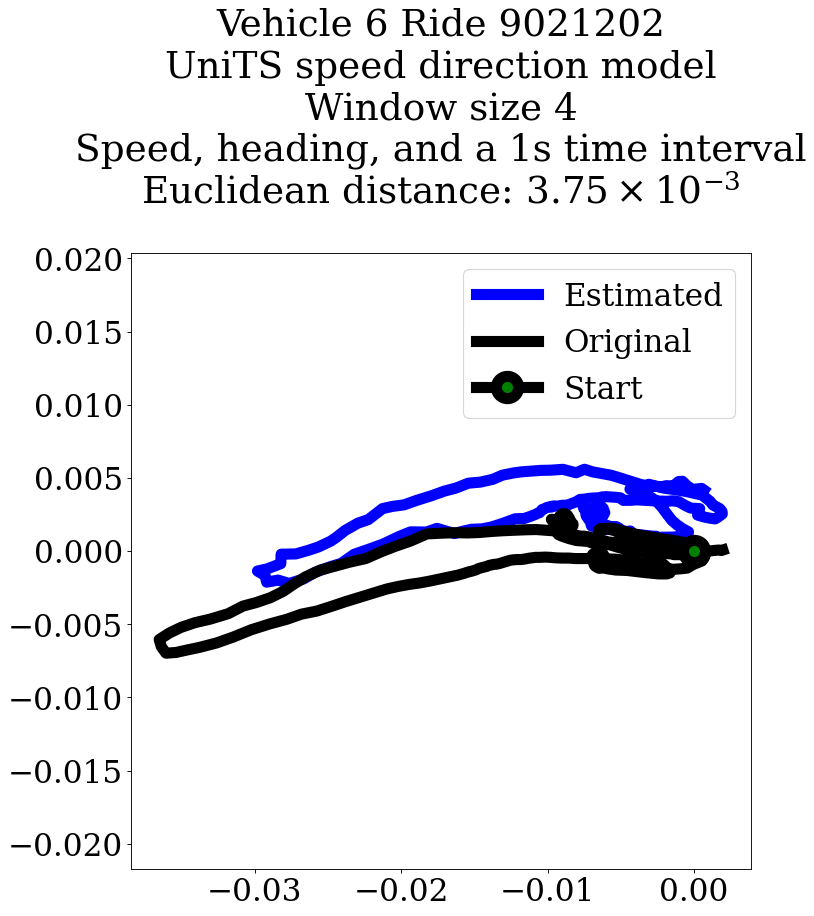 Vehicle 6 Ride 9021202
UniTS speed direction model
Window size 4
Speed, heading, and a 1s time interval
Euclidean distance: 3.75 × 10⁻³
Estimated
Original
Start
0.020
0.015
0.010
0.005
0.000
−0.005
−0.010
−0.015
−0.020
−0.03 −0.02 −0.01 0.00